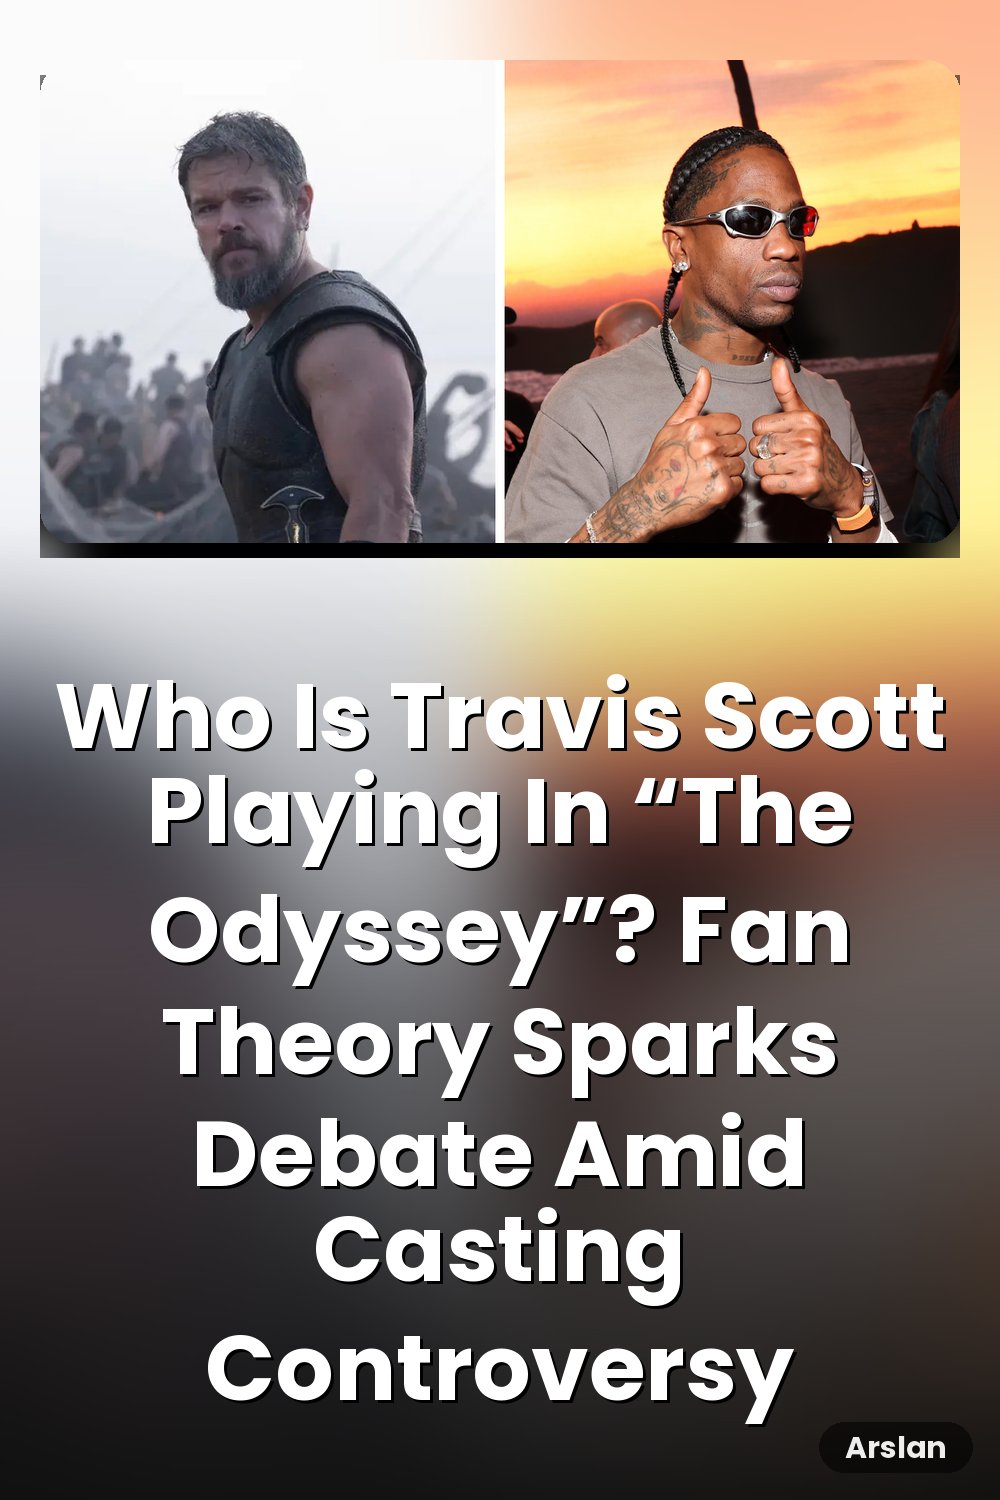 Who Is Travis Scott
Playing In “The
Odyssey”? Fan
Theory Sparks
Debate Amid
Casting
Controversy
Arslan